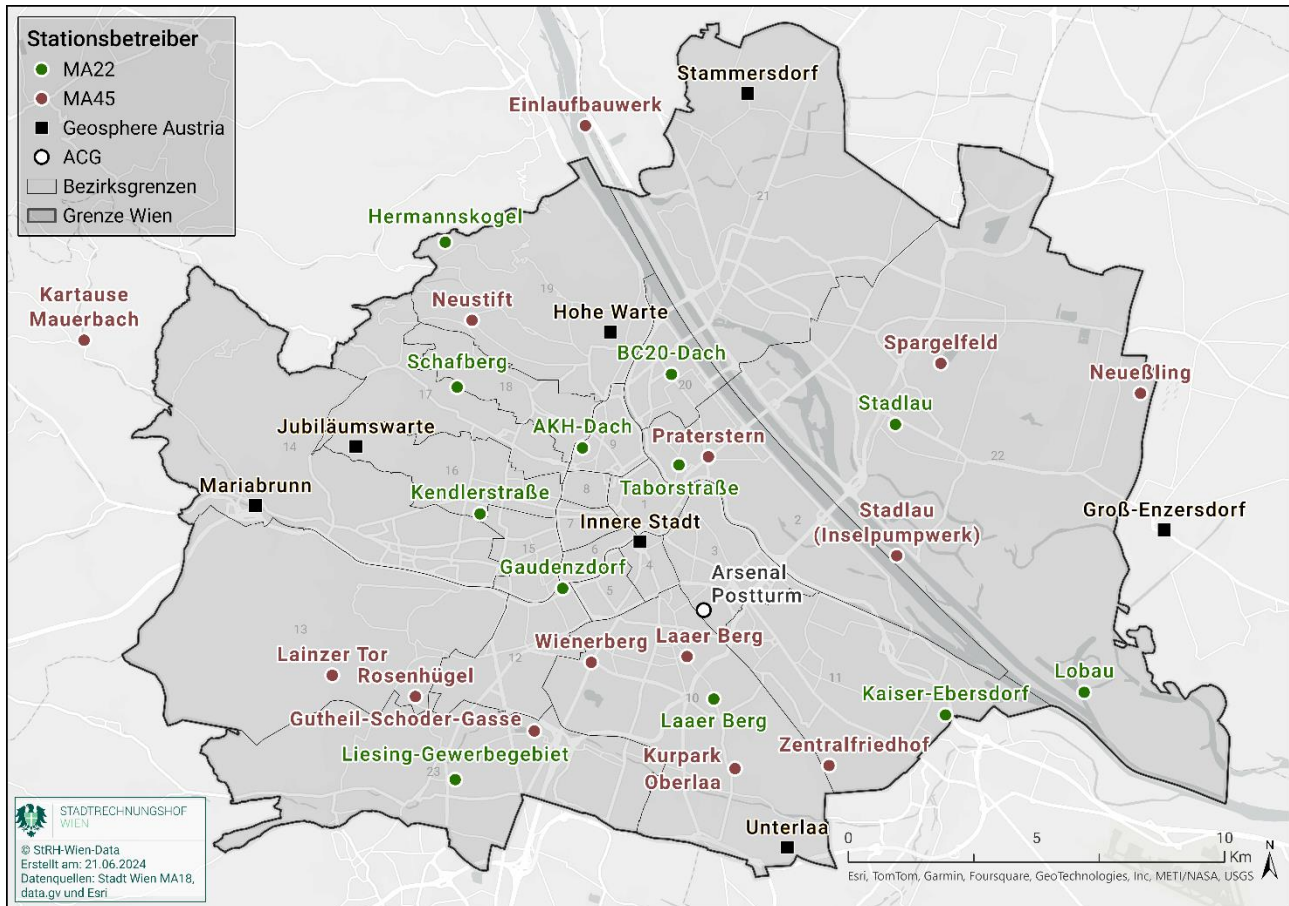 Stationsbetreiber
MA22
MA45
Geosphere Austria
ACG
Bezirksgrenzen
Grenze Wien
Stammersdorf
Einlaufbauwerk
21
Hermannskogel
Kartause
Mauerbach
Neustift
19
Hohe Warte
Schafberg
18
BC20-Dach
20
Spargelfeld
Neueßling
17
Stadlau
Jubiläumswarte
AKH-Dach
9
Praterstern
14
22
16
Mariabrunn
Kendlerstraße
8
Taborstraße
1
7
Innere Stadt
2
Stadlau
(Inselpumpwerk)
Groß-Enzersdorf
15
6
4
3
Gaudenzdorf
5
Arsenal
Postturm
13
Lainzer Tor
Rosenhügel
12
Wienerberg
Laaer Berg
11
Lobau
Gutheil-Schoder-Gasse
10
Laaer Berg
Kaiser-Ebersdorf
Liesing-Gewerbegebiet
23
Kurpark
Oberlaa
Zentralfriedhof
Unterlaa
0 5 10
Km
N
Esri, TomTom, Garmin, Foursquare, GeoTechnologies, Inc, METI/NASA, USGS
STADTRECHNUNGSHOF
WIEN
© StRH-Wien-Data
Erstellt am: 21.06.2024
Datenquellen: Stadt Wien MA18,
data.gv und Esri